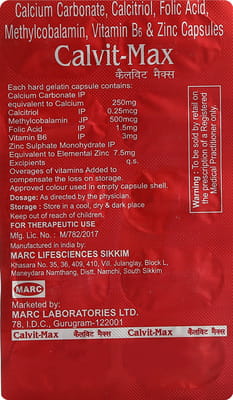 Calcium Carbonate, Calcitriol, Folic Acid,
Methylcobalamin, Vitamin B6 & Zinc Capsules
Calvit-Max
कैलविट मैक्स
Each hard gelatin capsule contains:
Calcium Carbonate IP
equivalent to Calcium 250mg
Calcitriol IP 0.25mcg
Methylcobalamin JP 500mcg
Folic Acid IP 1.5mg
Vitamin B6 IP 3mg
Zinc Sulphate Monohydrate IP
Equivalent to Elemental Zinc 7.5mg
Excipients q.s.
Overages of vitamins Added to
compensate the loss on storage.
Approved colour used in empty capsule shell.
Dosage: As directed by the physician.
Storage : Store in a cool, dry & dark place
Keep out of reach of children.
FOR THERAPEUTIC USE
Mfg. Lic. No. : M/782/2017
Manufactured in india by:
MARC LIFESCIENCES SIKKIM
Khasara No. 35, 36, 409, 410, Vill. Julanglay, Block L,
Maneydara Namthang, Distt. Namchi, South Sikkim
MARC
Marketed by:
MARC LABORATORIES LTD.
78, I.D.C., Gurugram-122001
Calvit-Max कैलविट मैक्स Calvit-Max
Warning : To be sold by retail on
the prescription of a Registered
Medical Practitioner only.